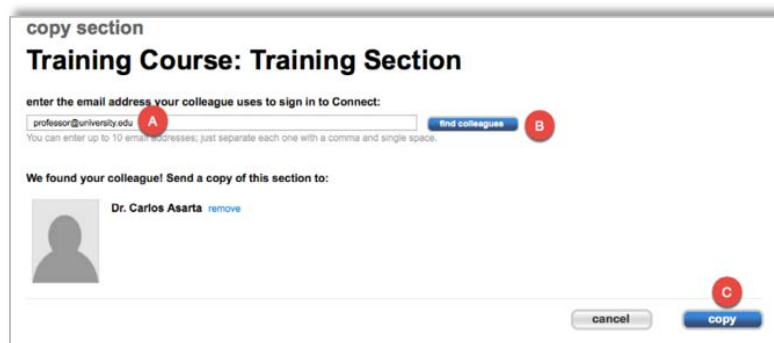 copy section
Training Course: Training Section
enter the email address your colleague uses to sign in to Connect:
professor@university.edu A find colleagues B
You can enter up to 10 email addresses; just separate each one with a comma and single space.
We found your colleague! Send a copy of this section to:
Dr. Carlos Asarta remove
C
cancel copy